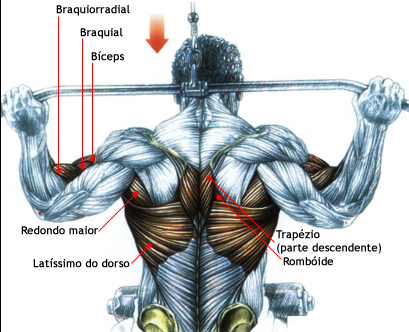 Braquiorradial
Braquial
Bíceps
Redondo maior
Latíssimo do dorso
Trapézio
(parte descendente)
Rombóide